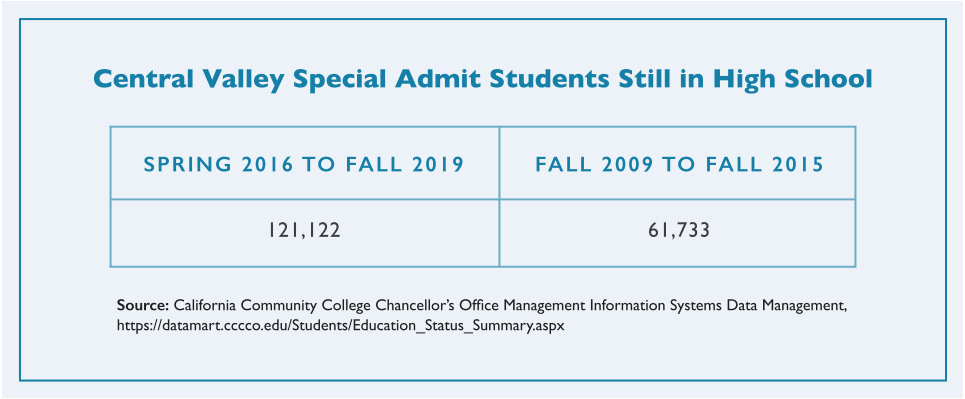 Central Valley Special Admit Students Still in High School
SPRING 2016 TO FALL 2019
FALL 2009 TO FALL 2015
121,122
61,733
Source: California Community College Chancellor’s Office Management Information Systems Data Management,
https://datamart.cccco.edu/Students/Education_Status_Summary.aspx